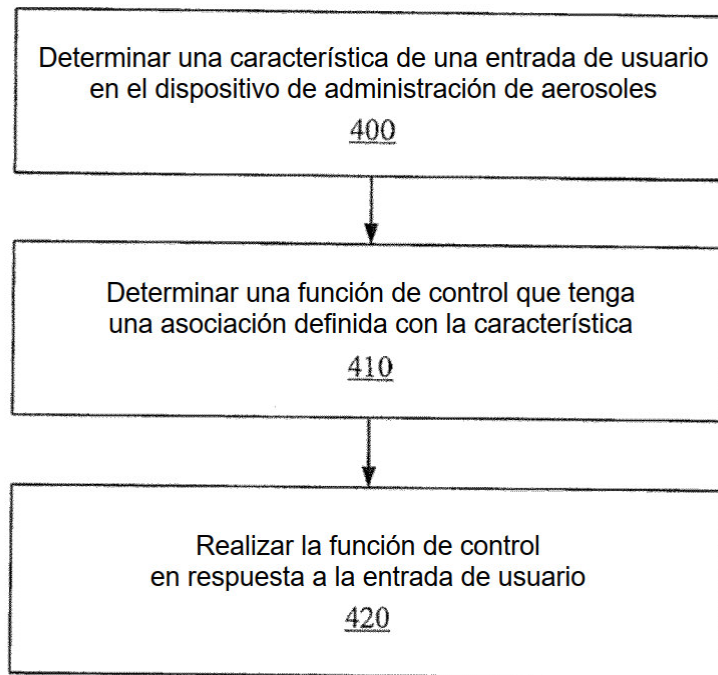 Determinar una característica de una entrada de usuario
en el dispositivo de administración de aerosoles
400
Determinar una función de control que tenga
una asociación definida con la característica
410
Realizar la función de control
en respuesta a la entrada de usuario
420